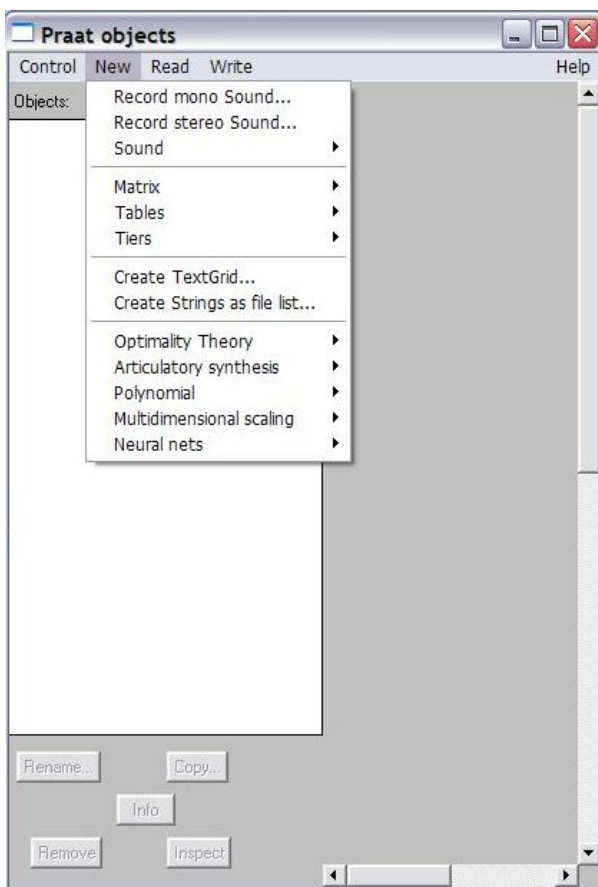 Praat objects
Control New Read Write Help
Objects:
Record mono Sound...
Record stereo Sound...
Sound
Matrix
Tables
Tiers
Create TextGrid...
Create Strings as file list...
Optimality Theory
Articulatory synthesis
Polynomial
Multidimensional scaling
Neural nets
Rename... Copy...
Info
Remove Inspect